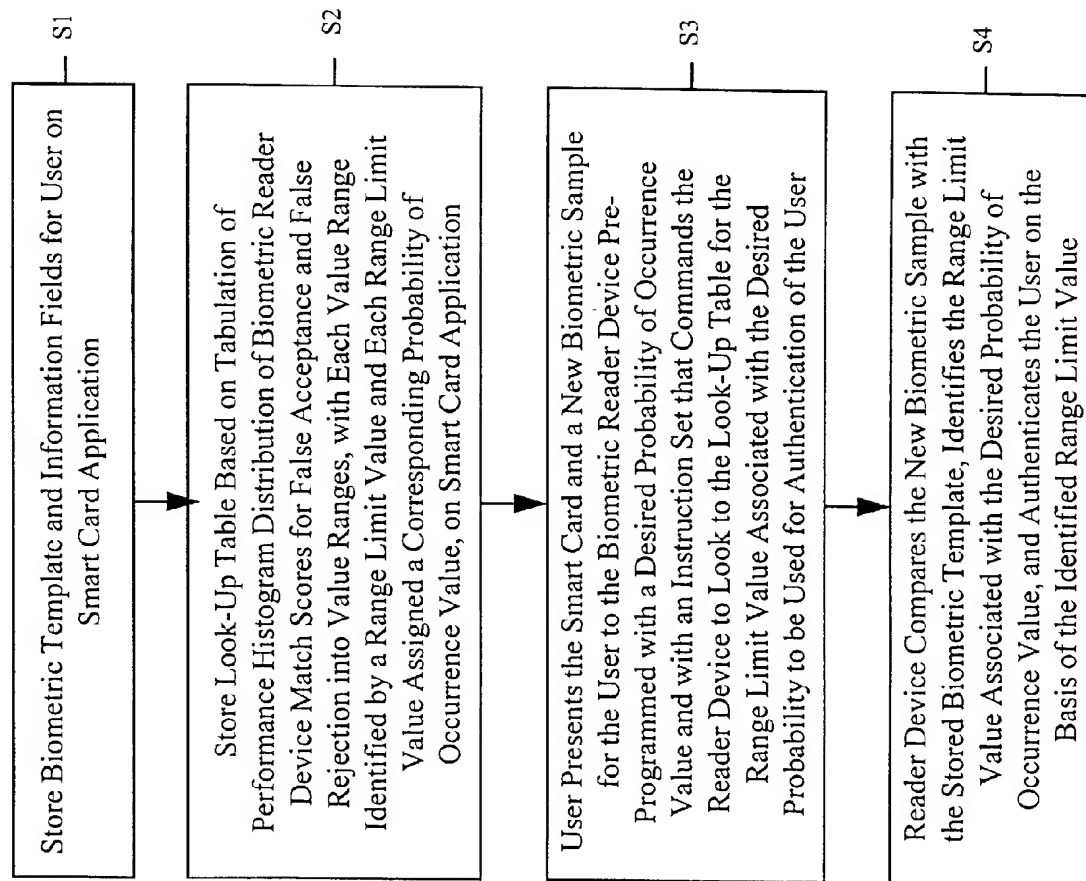 Store Biometric Template and Information Fields for User on
Smart Card Application
S1
Store Look-Up Table Based on Tabulation of
Performance Histogram Distribution of Biometric Reader
Device Match Scores for False Acceptance and False
Rejection into Value Ranges, with Each Value Range
Identified by a Range Limit Value and Each Range Limit
Value Assigned a Corresponding Probability of
Occurrence Value, on Smart Card Application
S2
User Presents the Smart Card and a New Biometric Sample
for the User to the Biometric Reader Device Pre-
Programmed with a Desired Probability of Occurrence
Value and with an Instruction Set that Commands the
Reader Device to Look to the Look-Up Table for the
Range Limit Value Associated with the Desired
Probability to be Used for Authentication of the User
S3
Reader Device Compares the New Biometric Sample with
the Stored Biometric Template, Identifies the Range Limit
Value Associated with the Desired Probability of
Occurrence Value, and Authenticates the User on the
Basis of the Identified Range Limit Value
S4